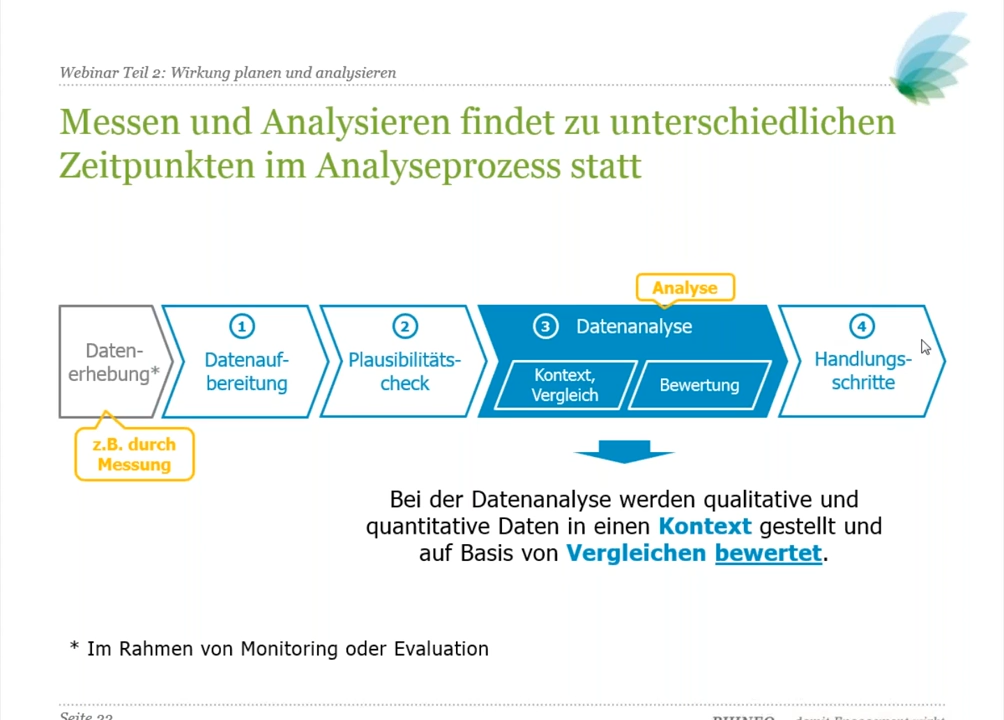 Webinar Teil 2: Wirkung planen und analysieren
Messen und Analysieren findet zu unterschiedlichen
Zeitpunkten im Analyseprozess statt
Analyse
Daten-
erhebung*
1
Datenauf-
bereitung
2
Plausibilitäts-
check
3 Datenanalyse
Kontext,
Vergleich
Bewertung
4
Handlungs-
schritte
z.B. durch
Messung
Bei der Datenanalyse werden qualitative und
quantitative Daten in einen Kontext gestellt und
auf Basis von Vergleichen bewertet.
* Im Rahmen von Monitoring oder Evaluation
Seite